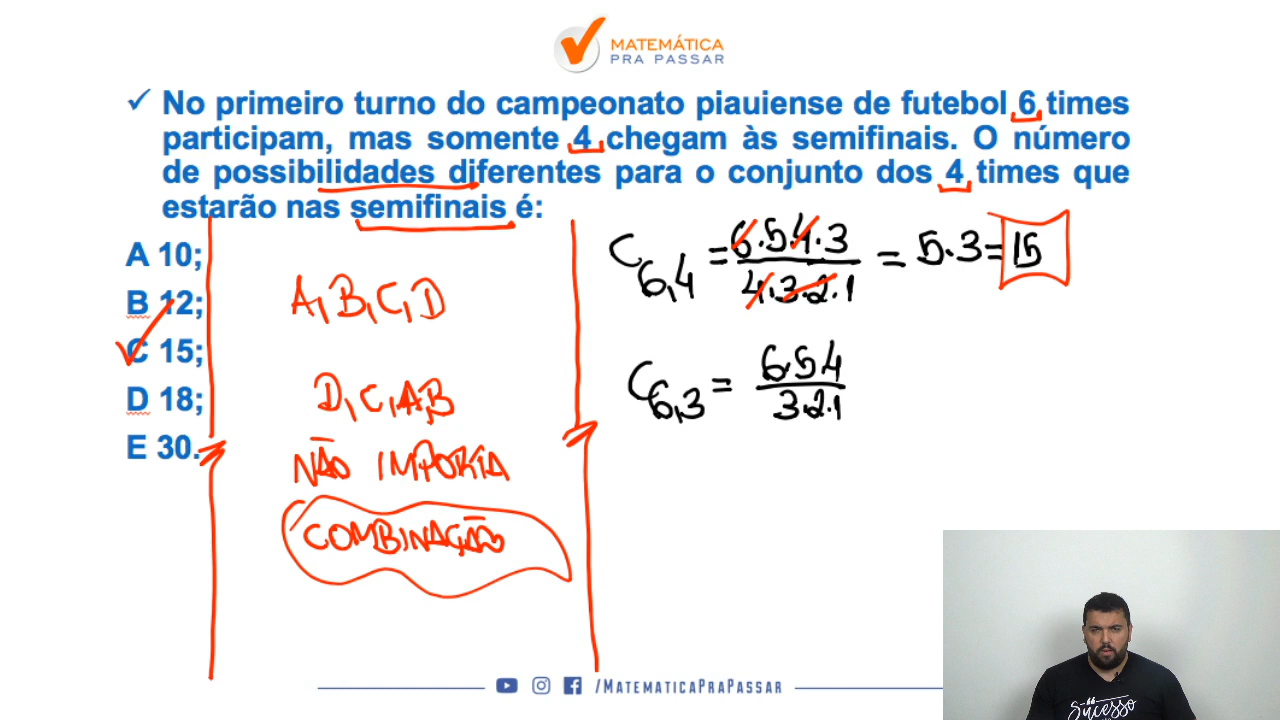 MATEMÁTICA
PRA PASSAR
✓ No primeiro turno do campeonato piauiense de futebol 6 times
participam, mas somente 4 chegam às semifinais. O número
de possibilidades diferentes para o conjunto dos 4 times que
estarão nas semifinais é:
A 10;
B 12;
C 15;
D 18;
E 30.
A, B, C, D
D, C, A, B
NÃO IMPORTA
COMBINAÇÃO
C6,4 = 6.5.4.3 / 4.3.2.1 = 5.3 = 15
C6,3 = 6.5.4 / 3.2.1
/MATEMATICAPRAPASSAR
Sucesso